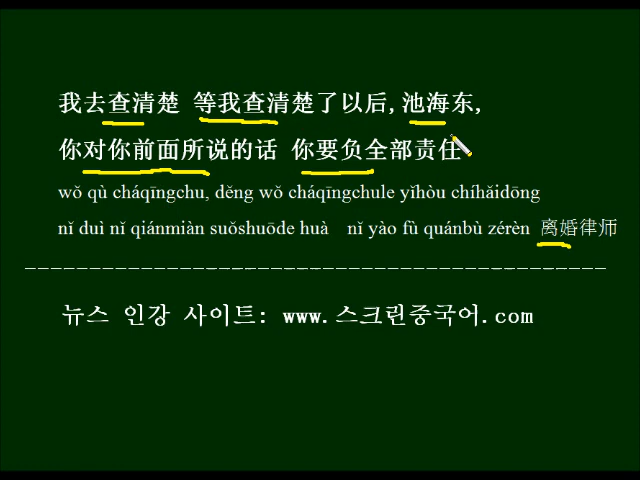 我去查清楚 等我查清楚了以后,池海东,
你对你前面所说的话 你要负全部责任
wǒ qù cháqīngchu, děng wǒ cháqīngchule yǐhòu chíhǎidōng
nǐ duì nǐ qiánmiàn suǒshuōde huà nǐ yào fù quánbù zérèn 离婚律师
뉴스 인강 사이트: www.스크린중국어.com